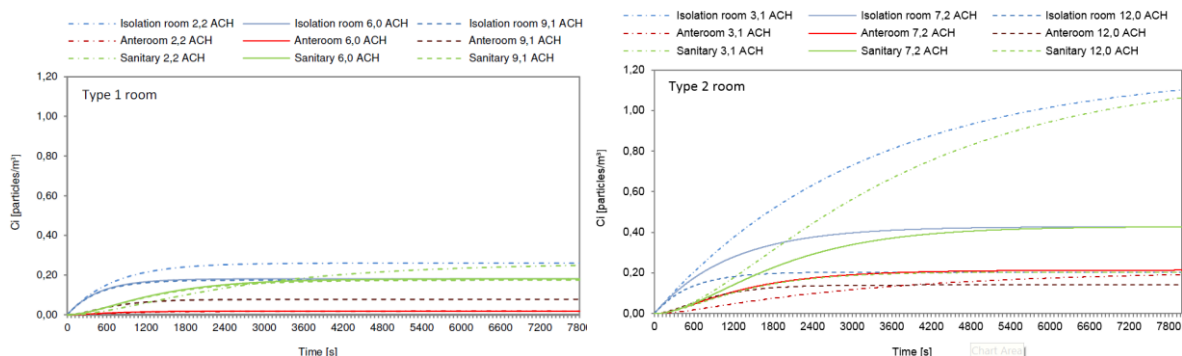 Isolation room 2,2 ACH Isolation room 6,0 ACH Isolation room 9,1 ACH
Anteroom 2,2 ACH Anteroom 6,0 ACH Anteroom 9,1 ACH
Sanitary 2,2 ACH Sanitary 6,0 ACH Sanitary 9,1 ACH
1,20
1,00
0,80
0,60
0,40
0,20
0,00
Ci [particles/m³]
Type 1 room
0 600 1200 1800 2400 3000 3600 4200 4800 5400 6000 6600 7200 7800
Time [s]
Isolation room 3,1 ACH Isolation room 7,2 ACH Isolation room 12,0 ACH
Anteroom 3,1 ACH Anteroom 7,2 ACH Anteroom 12,0 ACH
Sanitary 3,1 ACH Sanitary 7,2 ACH Sanitary 12,0 ACH
1,20
1,00
0,80
0,60
0,40
0,20
0,00
Ci [particles/m³]
Type 2 room
0 600 1200 1800 2400 3000 3600 4200 4800 5400 6000 6600 7200 7800
Time [s]
Chart Area